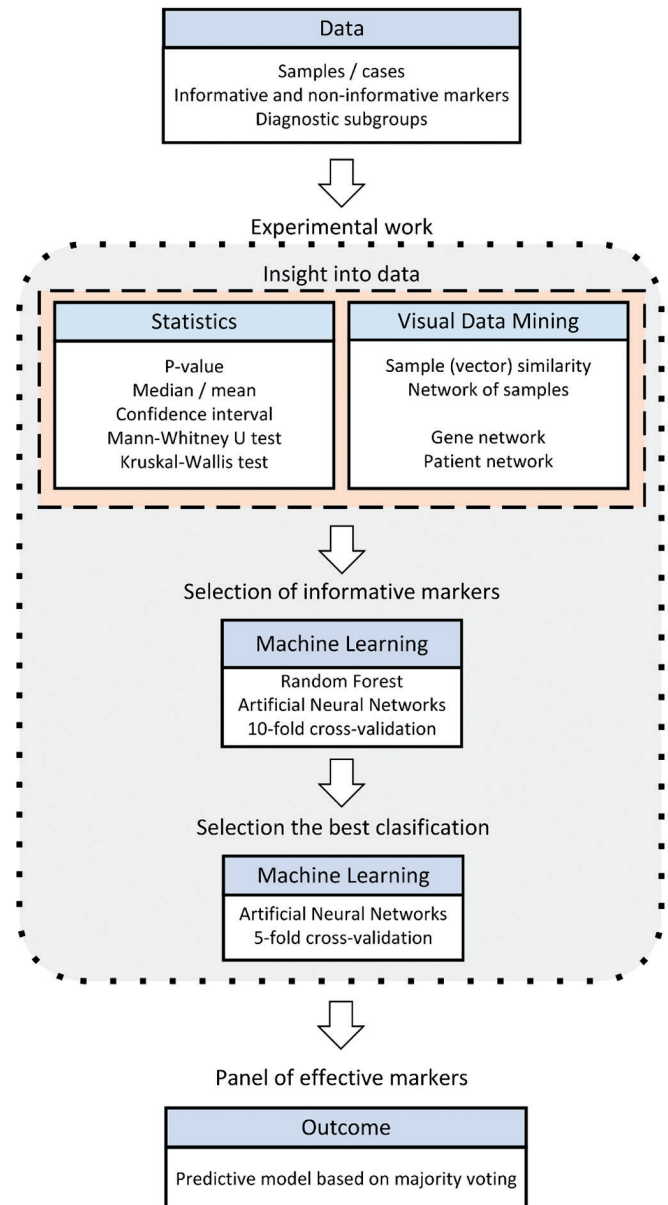 Data
Samples / cases
Informative and non-informative markers
Diagnostic subgroups
Experimental work
Insight into data
Statistics
P-value
Median / mean
Confidence interval
Mann-Whitney U test
Kruskal-Wallis test
Visual Data Mining
Sample (vector) similarity
Network of samples
Gene network
Patient network
Selection of informative markers
Machine Learning
Random Forest
Artificial Neural Networks
10-fold cross-validation
Selection the best clasification
Machine Learning
Artificial Neural Networks
5-fold cross-validation
Panel of effective markers
Outcome
Predictive model based on majority voting